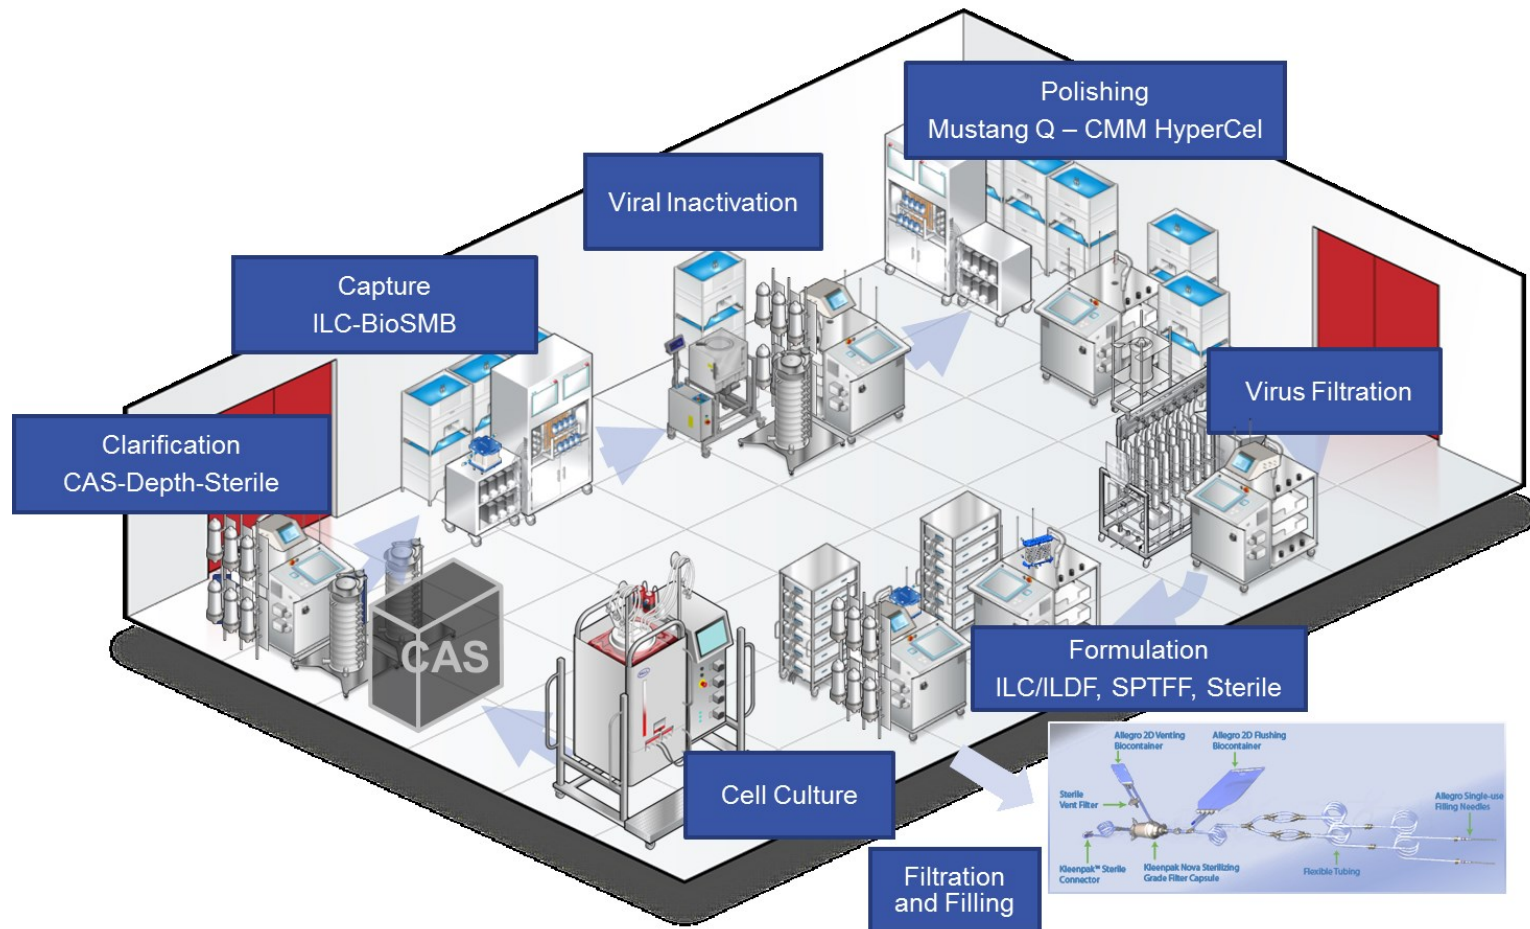 Polishing
Mustang Q – CMM HyperCel
Viral Inactivation
Capture
ILC-BioSMB
Virus Filtration
Clarification
CAS-Depth-Sterile
CAS
Formulation
ILC/ILDF, SPTFF, Sterile
Cell Culture
Filtration
and Filling
Allegro 2D Venting
Biocontainer
Allegro 2D Flushing
Biocontainer
Sterile
Vent Filter
Allegro Single-use
Filling Needles
Kleenpak™ Sterile
Connector
Kleenpak Nova Sterilizing
Grade Filter Capsule
Flexible Tubing